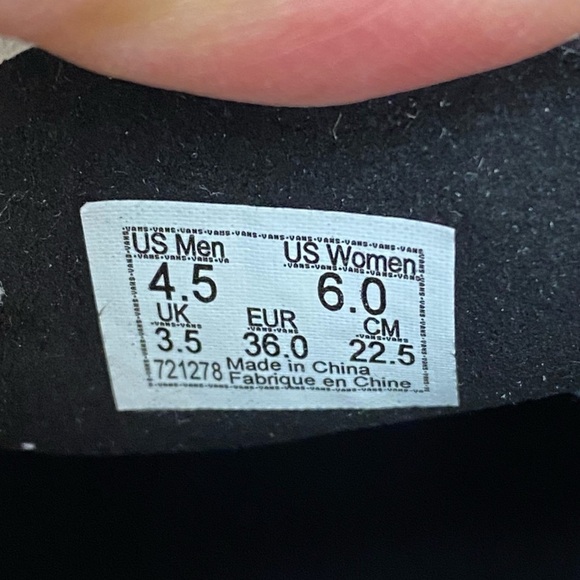 US Men US Women
4.5 6.0
UK EUR CM
3.5 36.0 22.5
721278 Made in China
Fabrique en Chine